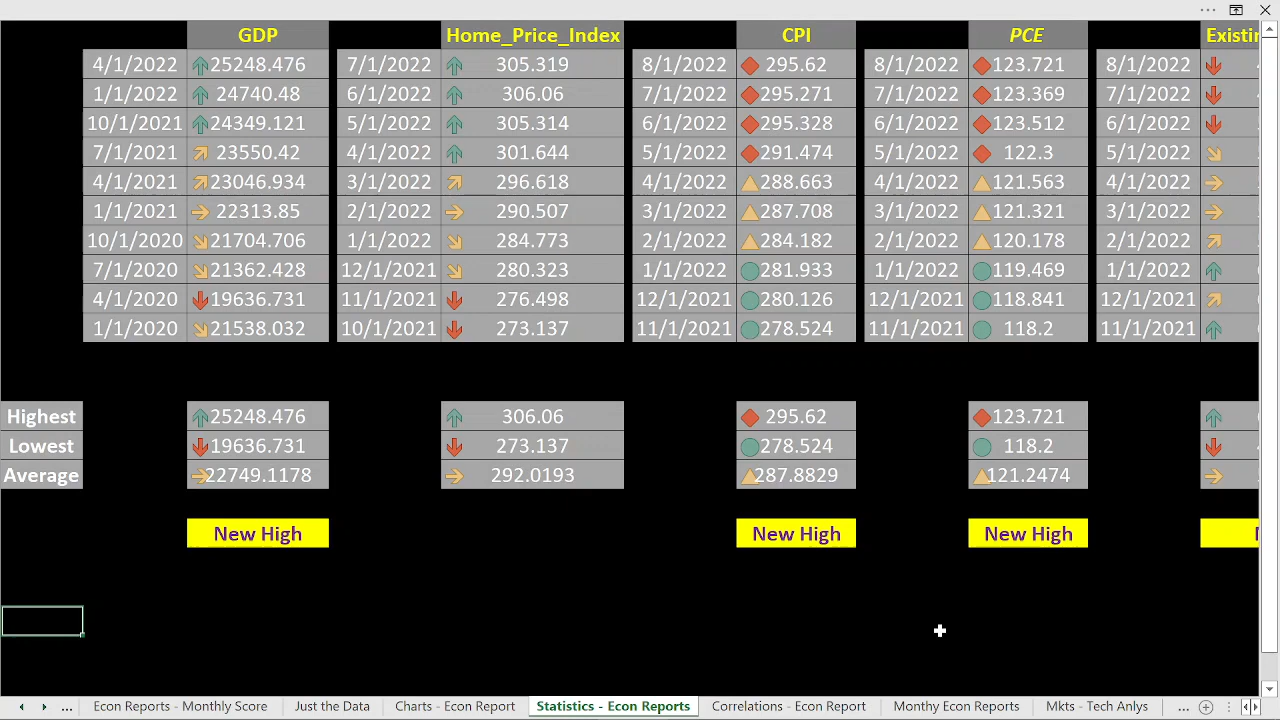 GDP Home_Price_Index CPI PCE
4/1/2022 25248.476 7/1/2022 305.319 8/1/2022 295.62 8/1/2022 123.721 8/1/2022
1/1/2022 24740.48 6/1/2022 306.06 7/1/2022 295.271 7/1/2022 123.369 7/1/2022
10/1/2021 24349.121 5/1/2022 305.314 6/1/2022 295.328 6/1/2022 123.512 6/1/2022
7/1/2021 23550.42 4/1/2022 301.644 5/1/2022 291.474 5/1/2022 122.3 5/1/2022
4/1/2021 23046.934 3/1/2022 296.618 4/1/2022 288.663 4/1/2022 121.563 4/1/2022
1/1/2021 22313.85 2/1/2022 290.507 3/1/2022 287.708 3/1/2022 121.321 3/1/2022
10/1/2020 21704.706 1/1/2022 284.773 2/1/2022 284.182 2/1/2022 120.178 2/1/2022
7/1/2020 21362.428 12/1/2021 280.323 1/1/2022 281.933 1/1/2022 119.469 1/1/2022
4/1/2020 19636.731 11/1/2021 276.498 12/1/2021 280.126 12/1/2021 118.841 12/1/2021
1/1/2020 21538.032 10/1/2021 273.137 11/1/2021 278.524 11/1/2021 118.2 11/1/2021
Highest 25248.476 306.06 295.62 123.721
Lowest 19636.731 273.137 278.524 118.2
Average 22749.1178 292.0193 287.8829 121.2474
New High New High New High
... Econ Reports - Monthly Score Just the Data Charts - Econ Report Statistics - Econ Reports Correlations - Econ Report Monthy Econ Reports Mkts - Tech Anlys ...